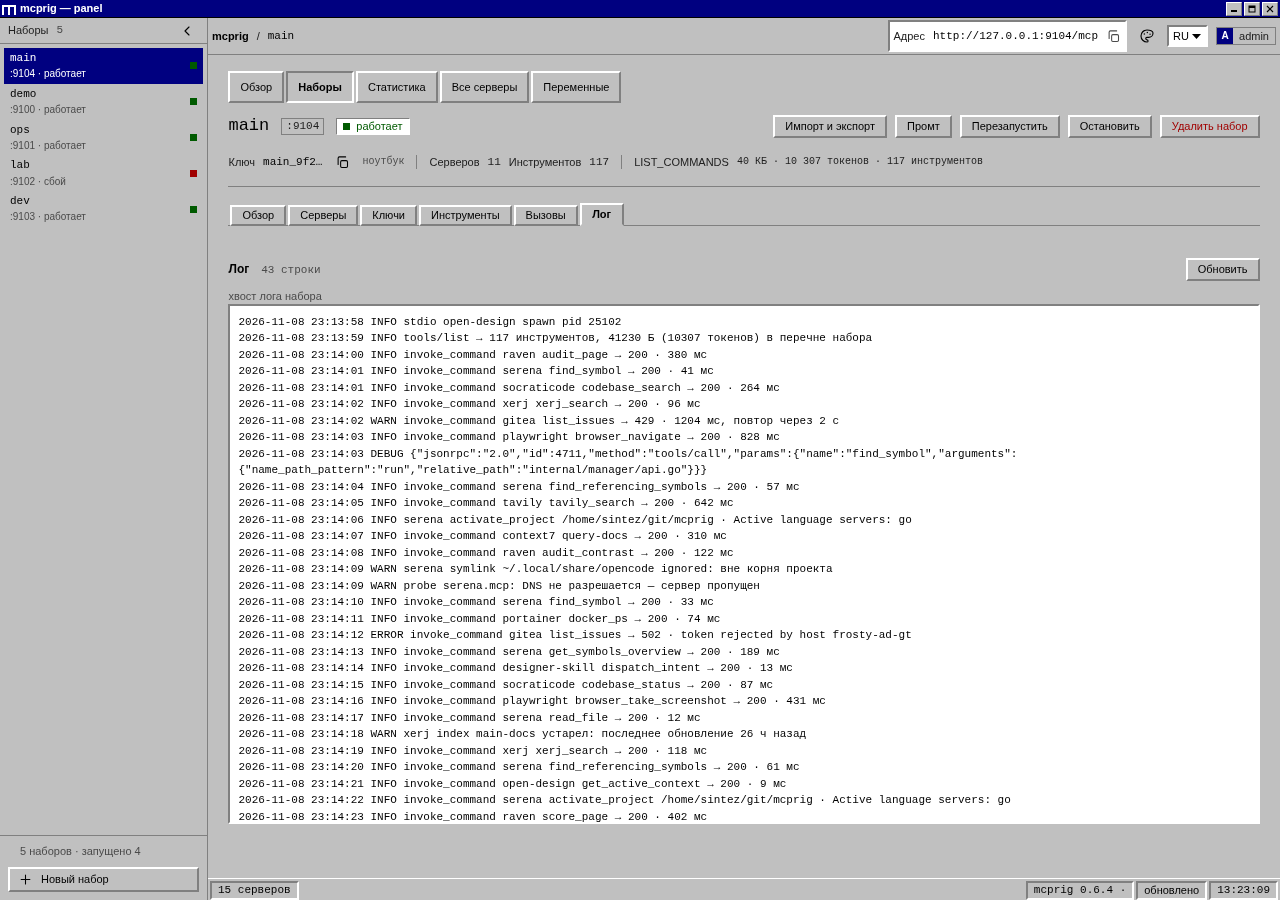 mcprig — panel
Наборы 5
mcprig / main
Адрес http://127.0.0.1:9104/mcp
RU
A admin
main
:9104 · работает
demo
:9100 · работает
ops
:9101 · работает
lab
:9102 · сбой
dev
:9103 · работает
Обзор Наборы Статистика Все серверы Переменные
main :9104 работает
Импорт и экспорт Промт Перезапустить Остановить Удалить набор
Ключ main_9f2… ноутбук Серверов 11 Инструментов 117 LIST_COMMANDS 40 КБ · 10 307 токенов · 117 инструментов
Обзор Серверы Ключи Инструменты Вызовы Лог
Лог 43 строки
Обновить
хвост лога набора
2026-11-08 23:13:58 INFO stdio open-design spawn pid 25102
2026-11-08 23:13:59 INFO tools/list → 117 инструментов, 41230 Б (10307 токенов) в перечне набора
2026-11-08 23:14:00 INFO invoke_command raven audit_page → 200 · 380 мс
2026-11-08 23:14:01 INFO invoke_command serena find_symbol → 200 · 41 мс
2026-11-08 23:14:01 INFO invoke_command socraticode codebase_search → 200 · 264 мс
2026-11-08 23:14:02 INFO invoke_command xerj xerj_search → 200 · 96 мс
2026-11-08 23:14:02 WARN invoke_command gitea list_issues → 429 · 1204 мс, повтор через 2 с
2026-11-08 23:14:03 INFO invoke_command playwright browser_navigate → 200 · 828 мс
2026-11-08 23:14:03 DEBUG {"jsonrpc":"2.0","id":4711,"method":"tools/call","params":{"name":"find_symbol","arguments":
{"name_path_pattern":"run","relative_path":"internal/manager/api.go"}}}
2026-11-08 23:14:04 INFO invoke_command serena find_referencing_symbols → 200 · 57 мс
2026-11-08 23:14:05 INFO invoke_command tavily tavily_search → 200 · 642 мс
2026-11-08 23:14:06 INFO serena activate_project /home/sintez/git/mcprig · Active language servers: go
2026-11-08 23:14:07 INFO invoke_command context7 query-docs → 200 · 310 мс
2026-11-08 23:14:08 INFO invoke_command raven audit_contrast → 200 · 122 мс
2026-11-08 23:14:09 WARN serena symlink ~/.local/share/opencode ignored: вне корня проекта
2026-11-08 23:14:09 WARN probe serena.mcp: DNS не разрешается — сервер пропущен
2026-11-08 23:14:10 INFO invoke_command serena find_symbol → 200 · 33 мс
2026-11-08 23:14:11 INFO invoke_command portainer docker_ps → 200 · 74 мс
2026-11-08 23:14:12 ERROR invoke_command gitea list_issues → 502 · token rejected by host frosty-ad-gt
2026-11-08 23:14:13 INFO invoke_command serena get_symbols_overview → 200 · 189 мс
2026-11-08 23:14:14 INFO invoke_command designer-skill dispatch_intent → 200 · 13 мс
2026-11-08 23:14:15 INFO invoke_command socraticode codebase_status → 200 · 87 мс
2026-11-08 23:14:16 INFO invoke_command playwright browser_take_screenshot → 200 · 431 мс
2026-11-08 23:14:17 INFO invoke_command serena read_file → 200 · 12 мс
2026-11-08 23:14:18 WARN xerj index main-docs устарел: последнее обновление 26 ч назад
2026-11-08 23:14:19 INFO invoke_command xerj xerj_search → 200 · 118 мс
2026-11-08 23:14:20 INFO invoke_command serena find_referencing_symbols → 200 · 61 мс
2026-11-08 23:14:21 INFO invoke_command open-design get_active_context → 200 · 9 мс
2026-11-08 23:14:22 INFO invoke_command serena activate_project /home/sintez/git/mcprig · Active language servers: go
2026-11-08 23:14:23 INFO invoke_command raven score_page → 200 · 402 мс
5 наборов · запущено 4
Новый набор
15 серверов
mcprig 0.6.4 · обновлено 13:23:09